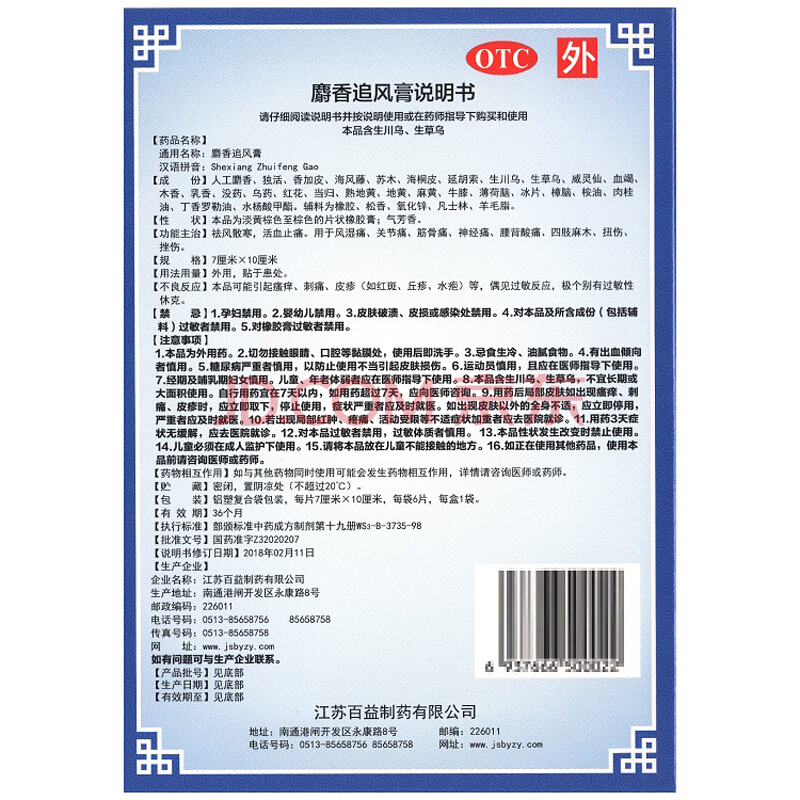 OTC 外
麝香追风膏说明书
请仔细阅读说明书并按说明使用或在药师指导下购买和使用
本品含生川乌、生草乌
【药品名称】
通用名称：麝香追风膏
汉语拼音：Shexiang Zhuifeng Gao
【成　　份】人工麝香、独活、香加皮、海风藤、苏木、海桐皮、延胡索、生川乌、生草乌、威灵仙、血竭、
木香、乳香、没药、乌药、红花、当归、熟地黄、地黄、麻黄、牛膝、薄荷脑、冰片、樟脑、桉油、肉桂
油、丁香罗勒油、水杨酸甲酯。辅料为橡胶、松香、氧化锌、凡士林、羊毛脂。
【性　　状】本品为淡黄棕色至棕色的片状橡胶膏；气芳香。
【功能主治】祛风散寒，活血止痛。用于风湿痛、关节痛、筋骨痛、神经痛、腰背酸痛、四肢麻木、扭伤、
挫伤。
【规　　格】7厘米×10厘米
【用法用量】外用，贴于患处。
【不良反应】本品可能引起瘙痒、刺痛、皮疹（如红斑、丘疹、水疱）等，偶见过敏反应，极个别有过敏性
休克。
【禁　　忌】1.孕妇禁用。2.婴幼儿禁用。3.皮肤破溃、皮损或感染处禁用。4.对本品及所含成份（包括辅
料）过敏者禁用。5.对橡胶膏过敏者禁用。
【注意事项】
1.本品为外用药。2.切勿接触眼睛、口腔等黏膜处，使用后即洗手。3.忌食生冷、油腻食物。4.有出血倾向
者慎用。5.糖尿病严重者慎用，以防止使用不当引起皮肤损伤。6.运动员慎用，且应在医师指导下使用。
7.经期及哺乳期妇女慎用。儿童、年老体弱者应在医师指导下使用。8.本品含生川乌、生草乌，不宜长期或
大面积使用。自行用药宜在7天以内，如用药超过7天，应向医师咨询。9.用药后局部皮肤如出现瘙痒、刺
痛、皮疹时，应立即取下，停止使用，症状严重者应及时就医。如出现皮肤以外的全身不适，应立即停用，
严重者应及时就医。10.若出现局部红肿、疼痛、活动受限等不适症状加重者应去医院就诊。11.用药3天症
状无缓解，应去医院就诊。12.对本品过敏者禁用，过敏体质者慎用。13.本品性状发生改变时禁止使用。
14.儿童必须在成人监护下使用。15.请将本品放在儿童不能接触的地方。16.如正在使用其他药品，使用本
品前请咨询医师或药师。
【药物相互作用】如与其他药物同时使用可能会发生药物相互作用，详情请咨询医师或药师。
【贮　　藏】密闭，置阴凉处（不超过20℃）。
【包　　装】铝塑复合袋包装，每片7厘米×10厘米，每袋6片，每盒1袋。
【有 效 期】36个月
【执行标准】部颁标准中药成方制剂第十九册WS3-B-3735-98
【批准文号】国药准字Z32020207
【说明书修订日期】2018年02月11日
【生产企业】
企业名称：江苏百益制药有限公司
生产地址：南通港闸开发区永康路8号
邮政编码：226011
电话号码：0513-85658756　85658758
传真号码：0513-85658758
网　　址：www.jsbyzy.com
如有问题可与生产企业联系。
【产品批号】见底部
【生产日期】见底部
【有效期至】见底部
江苏百益制药有限公司
地址：南通港闸开发区永康路8号　邮编：226011
电话号码：0513-85658756 85658758　网址：www.jsbyzy.com